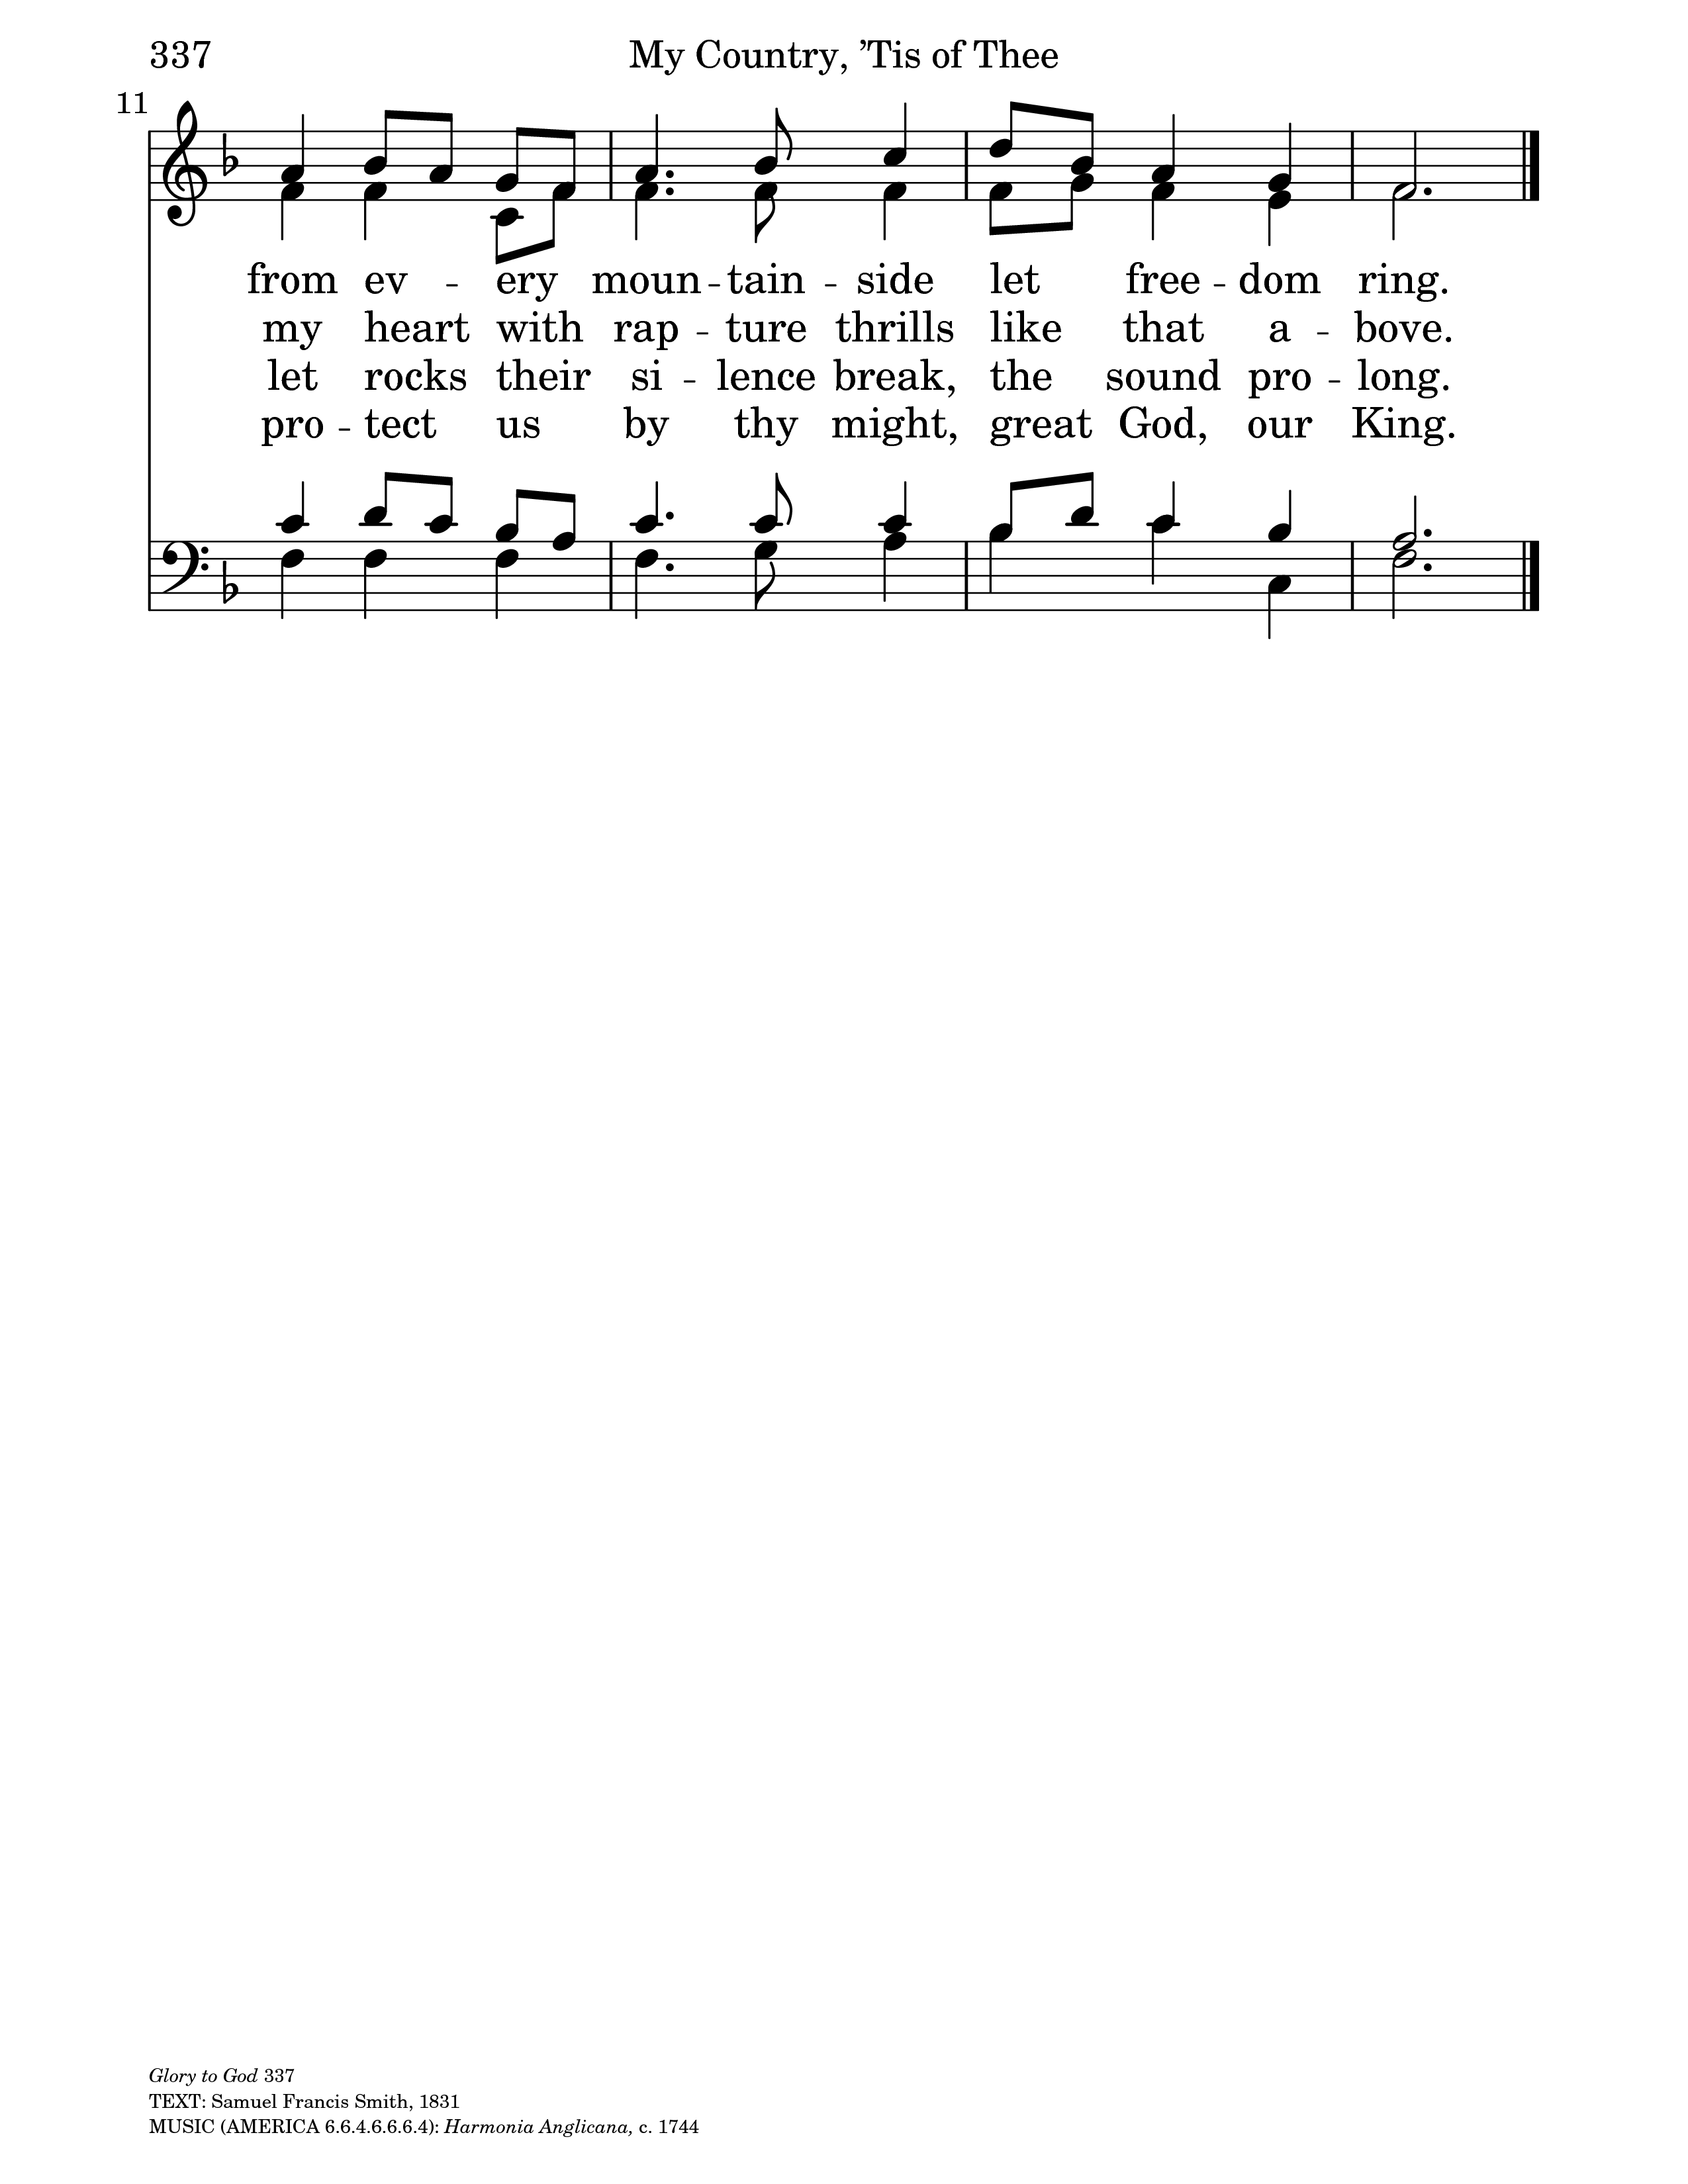 337 My Country, ’Tis of Thee
11
from ev - ery moun - tain - side let free - dom ring.
my heart with rap - ture thrills like that a - bove.
let rocks their si - lence break, the sound pro - long.
pro - tect us by thy might, great God, our King.
Glory to God 337
TEXT: Samuel Francis Smith, 1831
MUSIC (AMERICA 6.6.4.6.6.6.4): Harmonia Anglicana, c. 1744